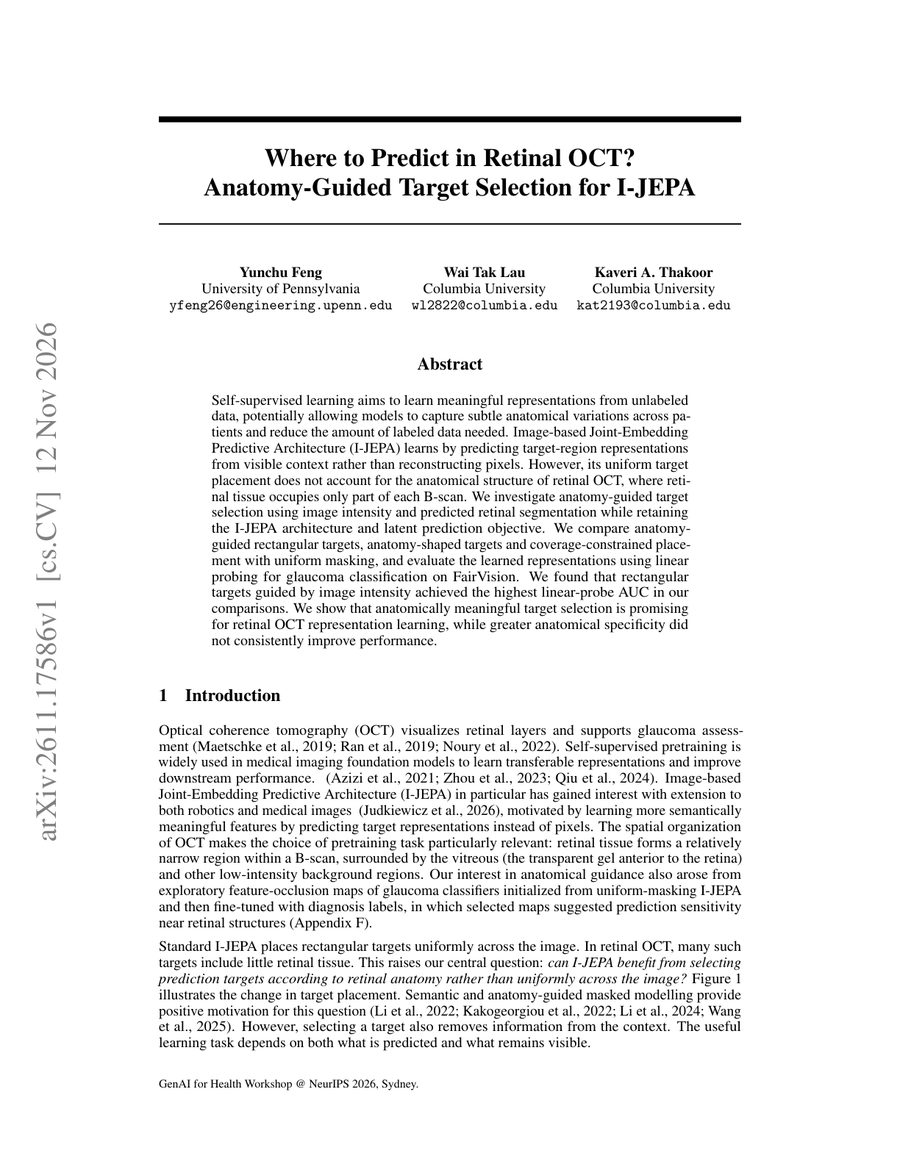 Where to Predict in Retinal OCT?
Anatomy-Guided Target Selection for I-JEPA
Yunchu Feng
University of Pennsylvania
yfeng26@engineering.upenn.edu
Wai Tak Lau
Columbia University
wl2822@columbia.edu
Kaveri A. Thakoor
Columbia University
kat2193@columbia.edu
Abstract
Self-supervised learning aims to learn meaningful representations from unlabeled
data, potentially allowing models to capture subtle anatomical variations across pa-
tients and reduce the amount of labeled data needed. Image-based Joint-Embedding
Predictive Architecture (I-JEPA) learns by predicting target-region representations
from visible context rather than reconstructing pixels. However, its uniform target
placement does not account for the anatomical structure of retinal OCT, where reti-
nal tissue occupies only part of each B-scan. We investigate anatomy-guided target
selection using image intensity and predicted retinal segmentation while retaining
the I-JEPA architecture and latent prediction objective. We compare anatomy-
guided rectangular targets, anatomy-shaped targets and coverage-constrained place-
ment with uniform masking, and evaluate the learned representations using linear
probing for glaucoma classification on FairVision. We found that rectangular
targets guided by image intensity achieved the highest linear-probe AUC in our
comparisons. We show that anatomically meaningful target selection is promising
for retinal OCT representation learning, while greater anatomical specificity did
not consistently improve performance.
1 Introduction
Optical coherence tomography (OCT) visualizes retinal layers and supports glaucoma assess-
ment (Maetschke et al., 2019; Ran et al., 2019; Noury et al., 2022). Self-supervised pretraining is
widely used in medical imaging foundation models to learn transferable representations and improve
downstream performance. (Azizi et al., 2021; Zhou et al., 2023; Qiu et al., 2024). Image-based
Joint-Embedding Predictive Architecture (I-JEPA) in particular has gained interest with extension to
both robotics and medical images (Judkiewicz et al., 2026), motivated by learning more semantically
meaningful features by predicting target representations instead of pixels. The spatial organization
of OCT makes the choice of pretraining task particularly relevant: retinal tissue forms a relatively
narrow region within a B-scan, surrounded by the vitreous (the transparent gel anterior to the retina)
and other low-intensity background regions. Our interest in anatomical guidance also arose from
exploratory feature-occlusion maps of glaucoma classifiers initialized from uniform-masking I-JEPA
and then fine-tuned with diagnosis labels, in which selected maps suggested prediction sensitivity
near retinal structures (Appendix F).
Standard I-JEPA places rectangular targets uniformly across the image. In retinal OCT, many such
targets include little retinal tissue. This raises our central question: can I-JEPA benefit from selecting
prediction targets according to retinal anatomy rather than uniformly across the image? Figure 1
illustrates the change in target placement. Semantic and anatomy-guided masked modelling provide
positive motivation for this question (Li et al., 2022; Kakogeorgiou et al., 2022; Li et al., 2024; Wang
et al., 2025). However, selecting a target also removes information from the context. The useful
learning task depends on both what is predicted and what remains visible.
GenAI for Health Workshop @ NeurIPS 2026, Sydney.
arXiv:2611.17586v1 [cs.CV] 12 Nov 2026